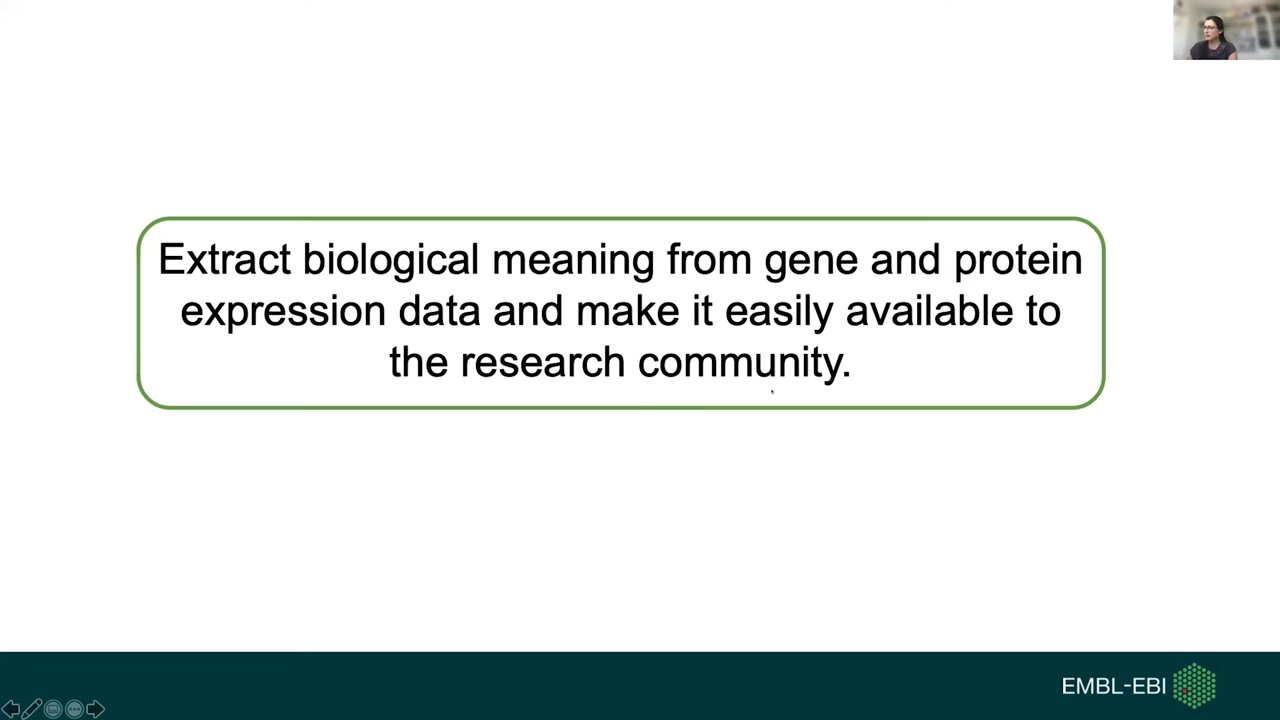 Extract biological meaning from gene and protein
expression data and make it easily available to
the research community.
EMBL-EBI